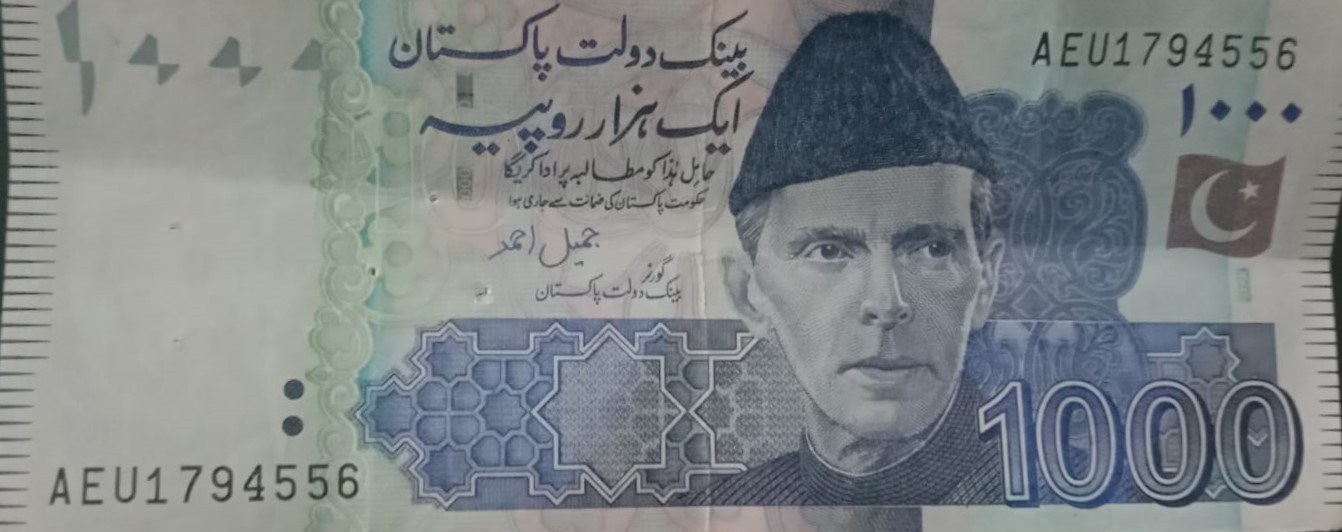 بینک دولت پاکستان
AEU1794556
ایک ہزار روپیہ
۱۰۰۰
حامل ہٰذا کو مطالبہ پر ادا کریگا
حکومت پاکستان کی ضمانت سے جاری ہوا
جمیل احمد
گورنر
بینک دولت پاکستان
1000
AEU1794556